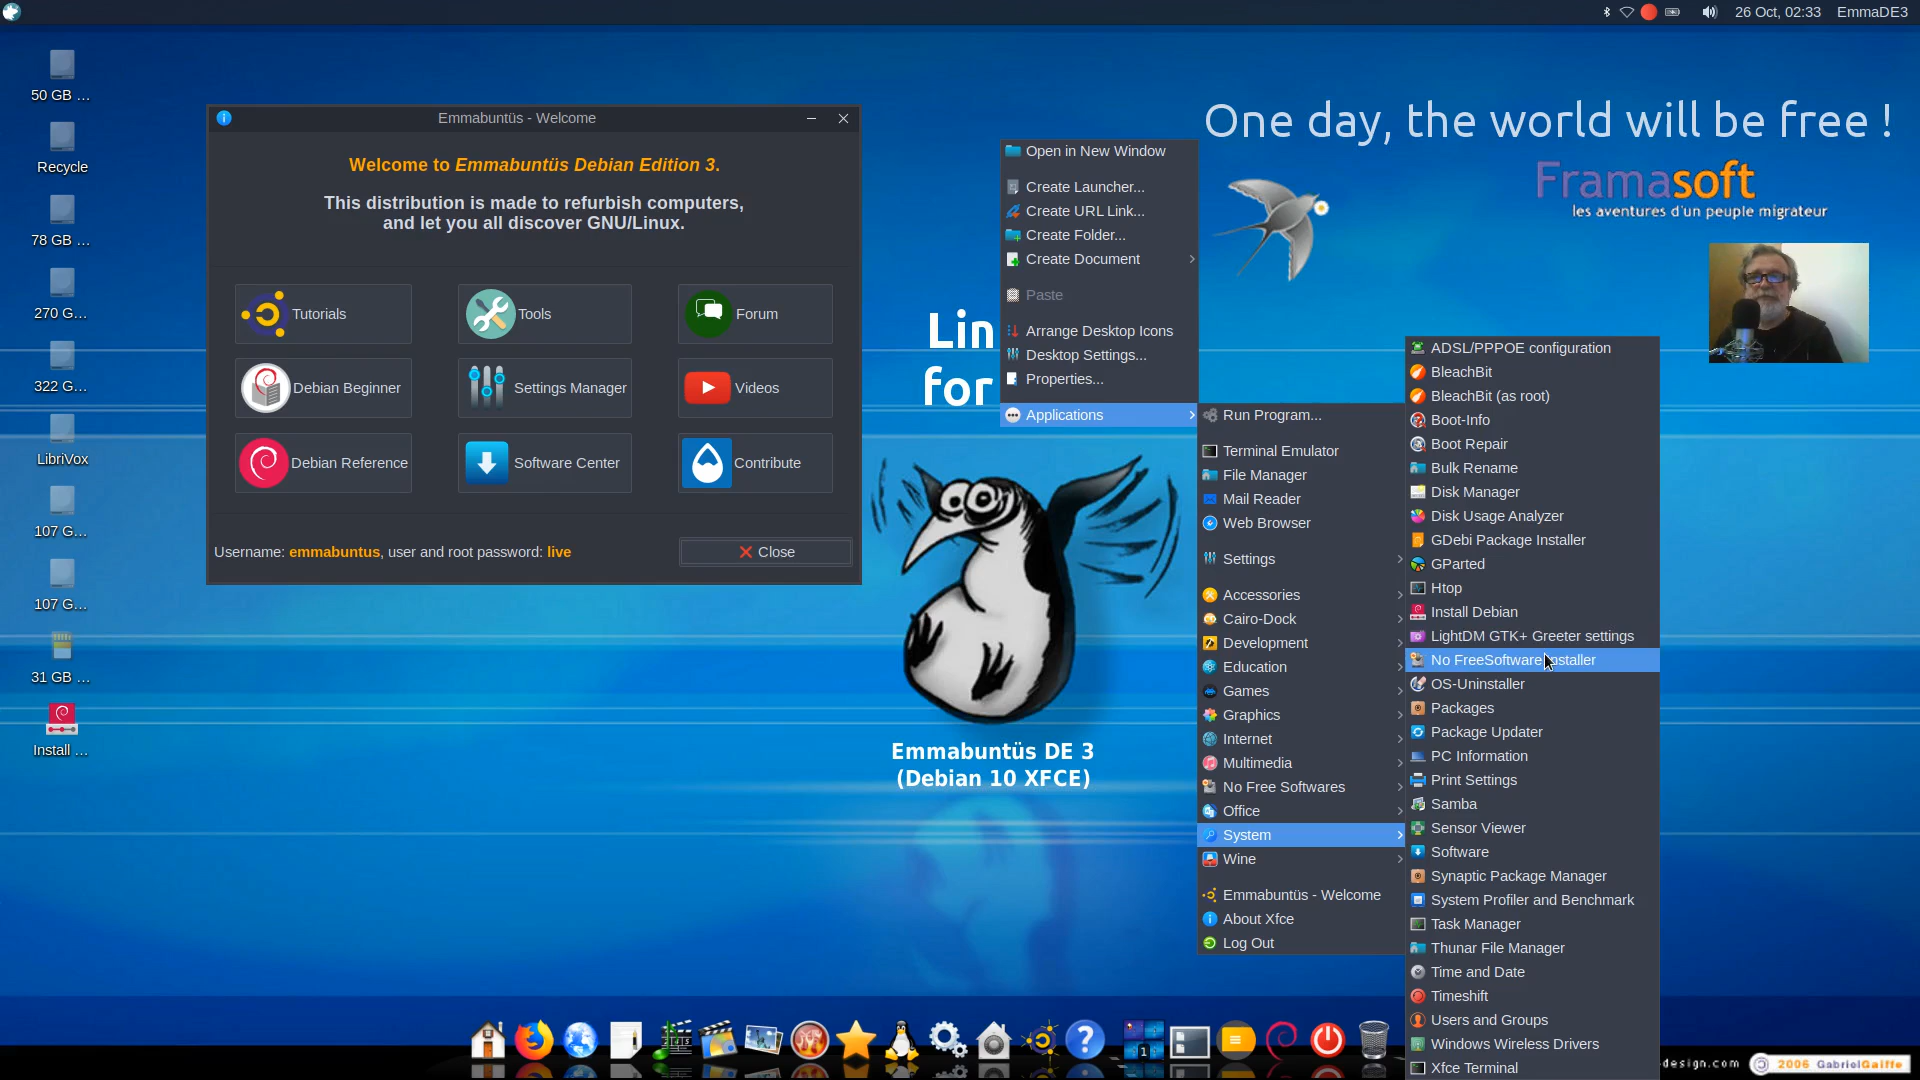 26 Oct, 02:33
EmmaDE3
50 GB ...
Recycle
78 GB ...
270 G...
322 G...
LibriVox
107 G...
107 G...
31 GB ...
Install ...
Emmabuntüs - Welcome
Welcome to Emmabuntüs Debian Edition 3.
This distribution is made to refurbish computers,
and let you all discover GNU/Linux.
Tutorials
Tools
Forum
Debian Beginner
Settings Manager
Videos
Debian Reference
Software Center
Contribute
Username: emmabuntus, user and root password: live
Close
One day, the world will be free !
Framasoft
les aventures d'un peuple migrateur
Lin
for
Emmabuntüs DE 3
(Debian 10 XFCE)
Open in New Window
Create Launcher...
Create URL Link...
Create Folder...
Create Document
Paste
Arrange Desktop Icons
Desktop Settings...
Properties...
Applications
Run Program...
Terminal Emulator
File Manager
Mail Reader
Web Browser
Settings
Accessories
Cairo-Dock
Development
Education
Games
Graphics
Internet
Multimedia
No Free Softwares
Office
System
Wine
Emmabuntüs - Welcome
About Xfce
Log Out
ADSL/PPPOE configuration
BleachBit
BleachBit (as root)
Boot-Info
Boot Repair
Bulk Rename
Disk Manager
Disk Usage Analyzer
GDebi Package Installer
GParted
Htop
Install Debian
LightDM GTK+ Greeter settings
No FreeSoftware Installer
OS-Uninstaller
Packages
Package Updater
PC Information
Print Settings
Samba
Sensor Viewer
Software
Synaptic Package Manager
System Profiler and Benchmark
Task Manager
Thunar File Manager
Time and Date
Timeshift
Users and Groups
Windows Wireless Drivers
Xfce Terminal
1
-design.com
2006 GabrielGaiffe